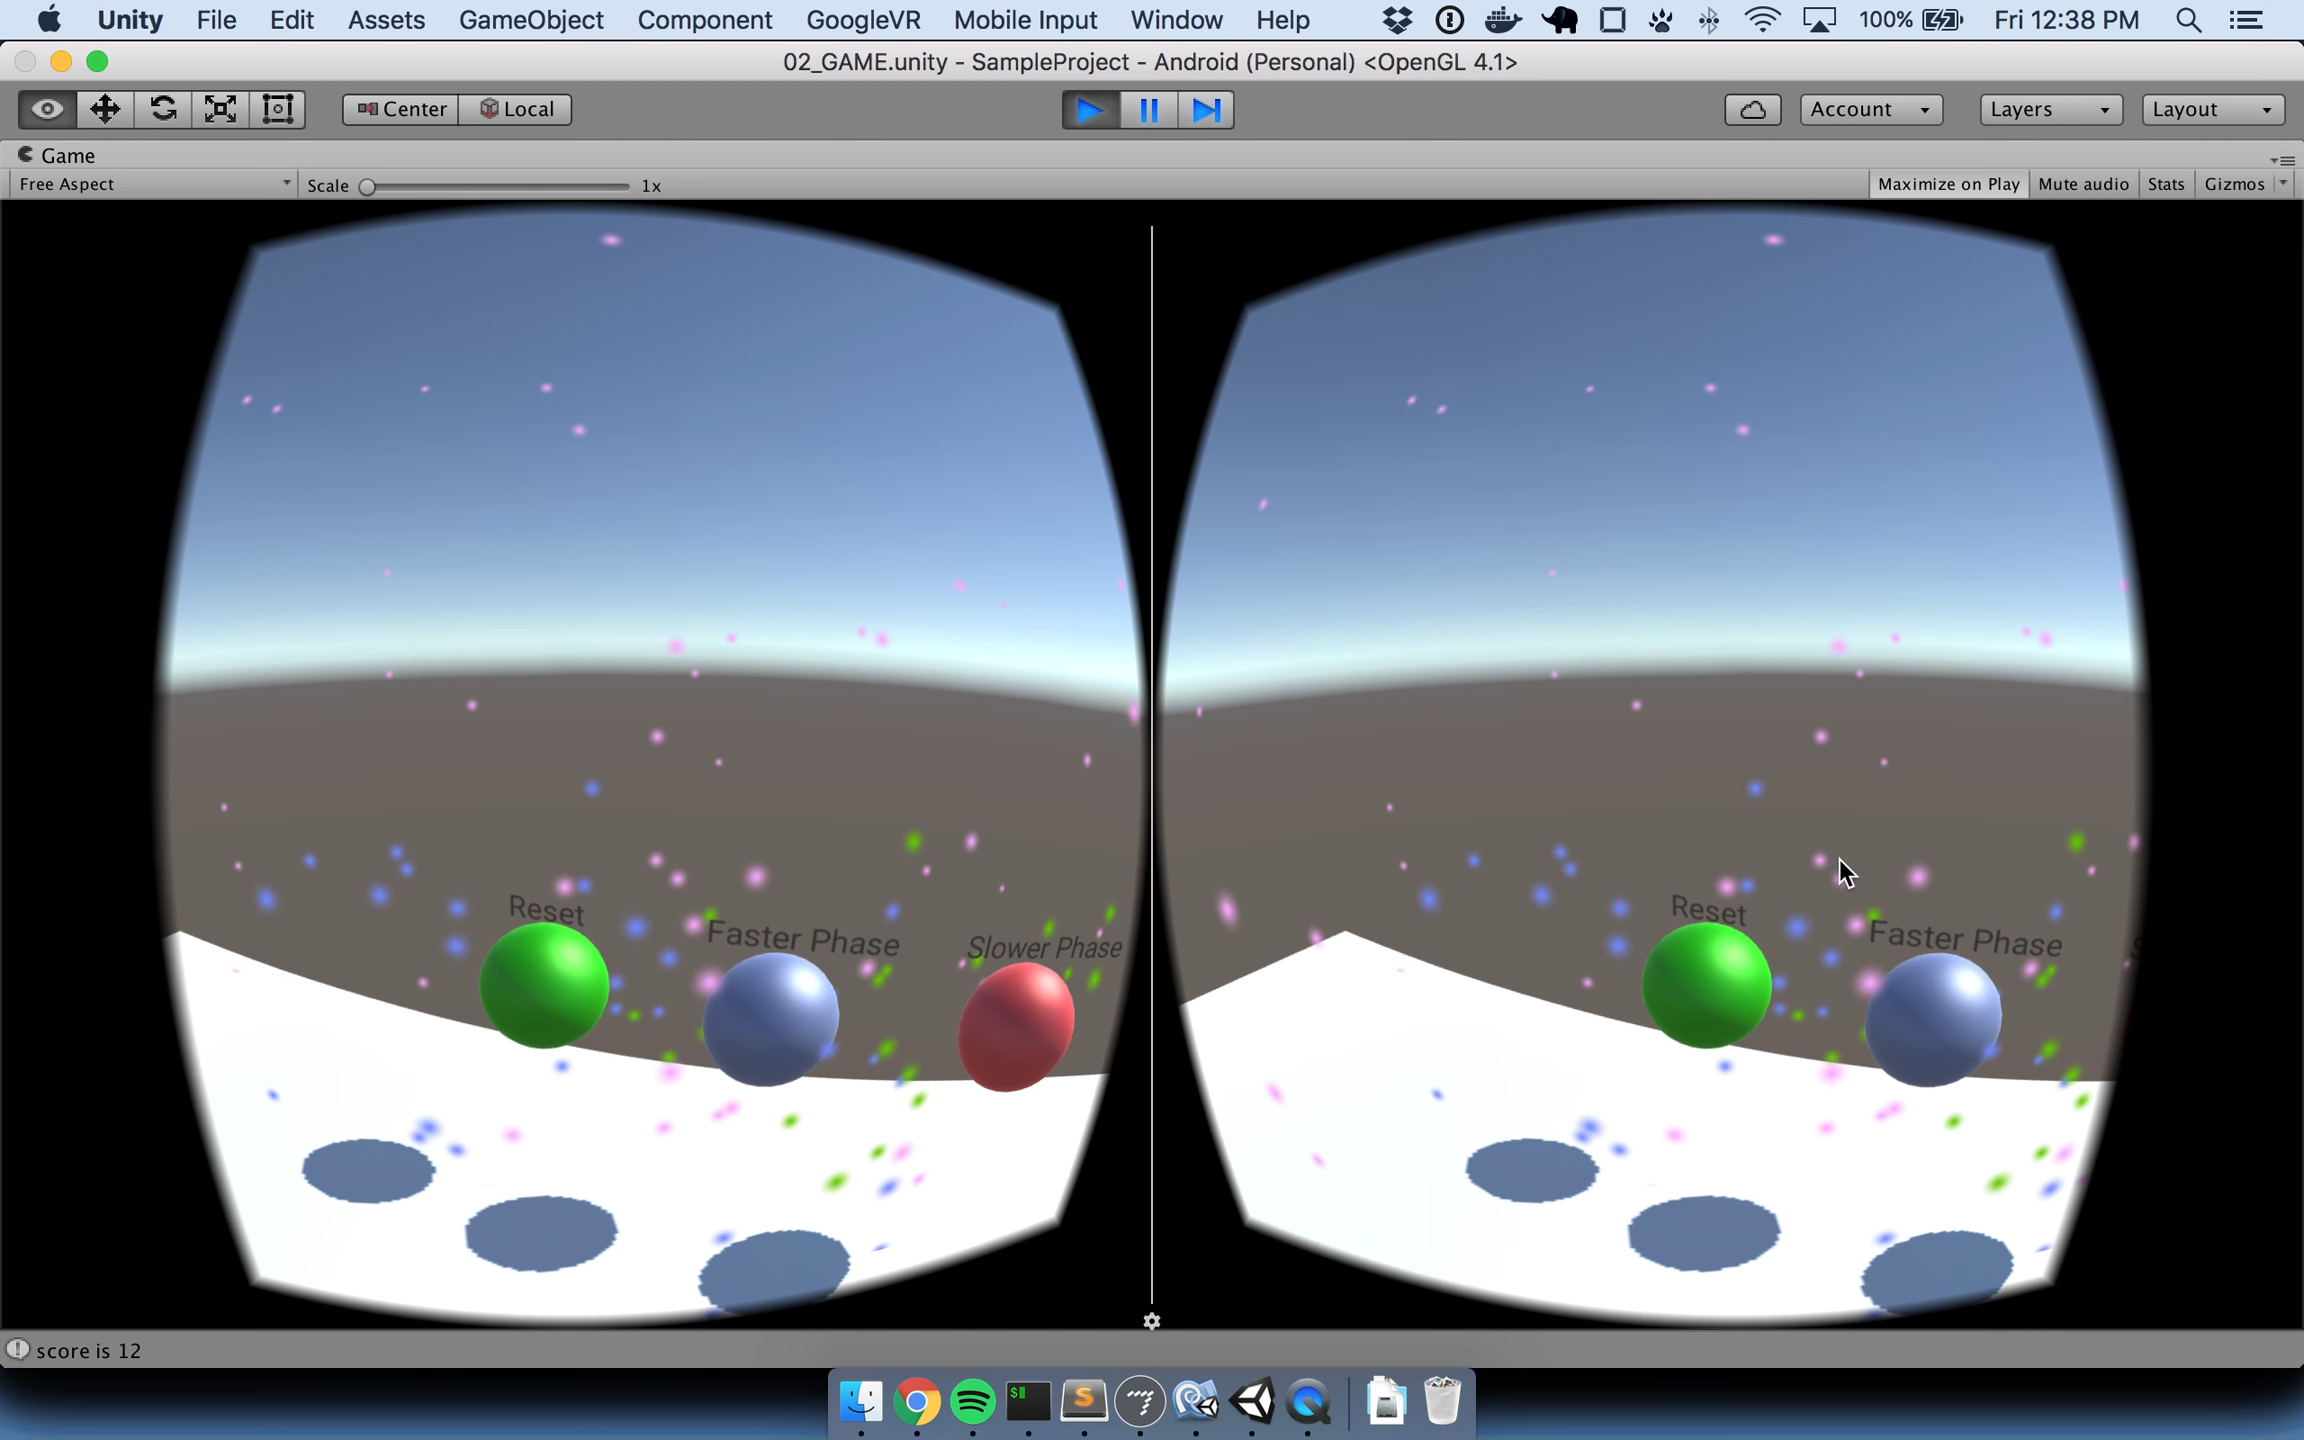 Unity File Edit Assets GameObject Component GoogleVR Mobile Input Window Help 100% Fri 12:38 PM
02_GAME.unity - SampleProject - Android (Personal) <OpenGL 4.1>
Center Local Account Layers Layout
Game
Free Aspect Scale 1x Maximize on Play Mute audio Stats Gizmos
Reset
Faster Phase
Slower Phase
Reset
Faster Phase
S
score is 12
$
S